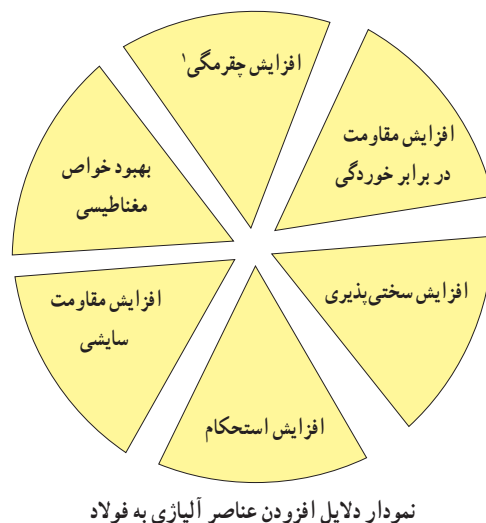 افزایش چقرمگی۱
افزایش مقاومت
در برابر خوردگی
بهبود خواص
مغناطیسی
افزایش سختی‌پذیری
افزایش مقاومت
سایشی
افزایش استحکام
نمودار دلایل افزودن عناصر آلیاژی به فولاد